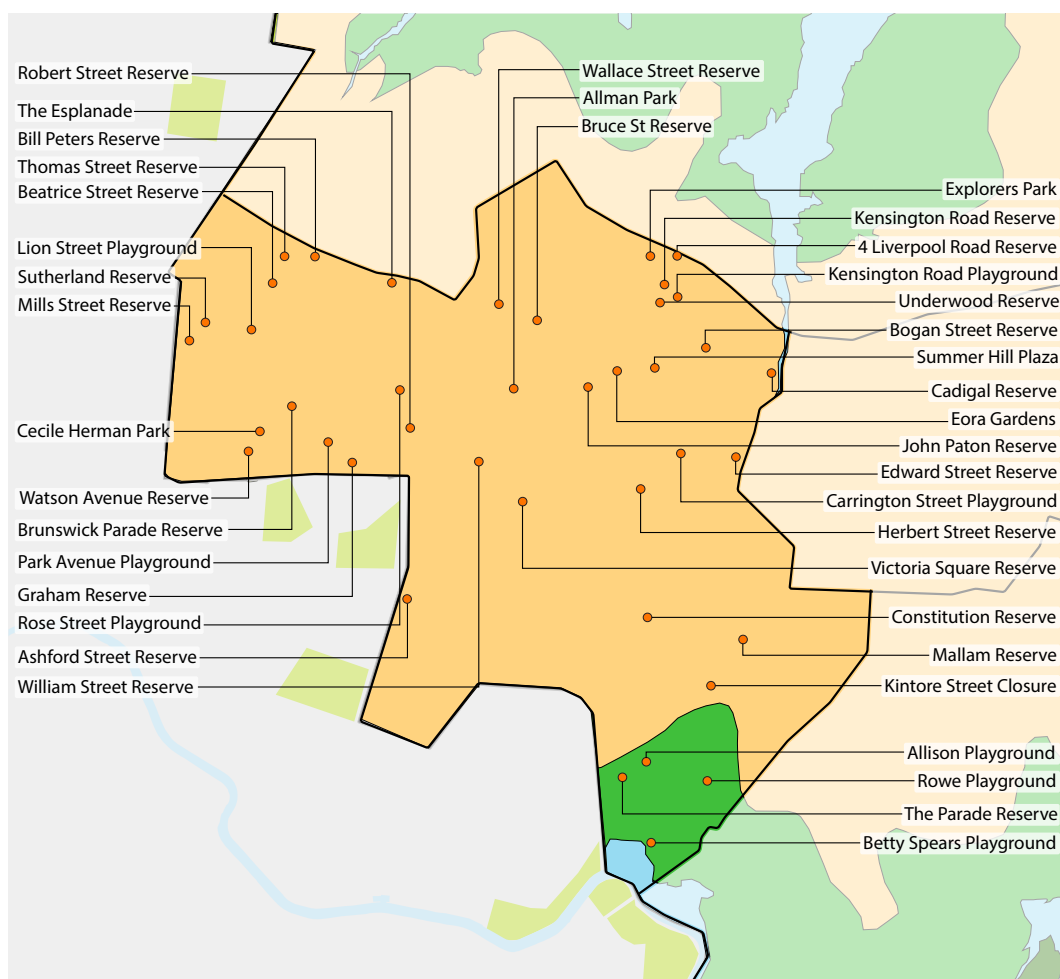 Robert Street Reserve
The Esplanade
Bill Peters Reserve
Thomas Street Reserve
Beatrice Street Reserve
Lion Street Playground
Sutherland Reserve
Mills Street Reserve
Cecile Herman Park
Watson Avenue Reserve
Brunswick Parade Reserve
Park Avenue Playground
Graham Reserve
Rose Street Playground
Ashford Street Reserve
William Street Reserve
Wallace Street Reserve
Allman Park
Bruce St Reserve
Explorers Park
Kensington Road Reserve
4 Liverpool Road Reserve
Kensington Road Playground
Underwood Reserve
Bogan Street Reserve
Summer Hill Plaza
Cadigal Reserve
Eora Gardens
John Paton Reserve
Edward Street Reserve
Carrington Street Playground
Herbert Street Reserve
Victoria Square Reserve
Constitution Reserve
Mallam Reserve
Kintore Street Closure
Allison Playground
Rowe Playground
The Parade Reserve
Betty Spears Playground